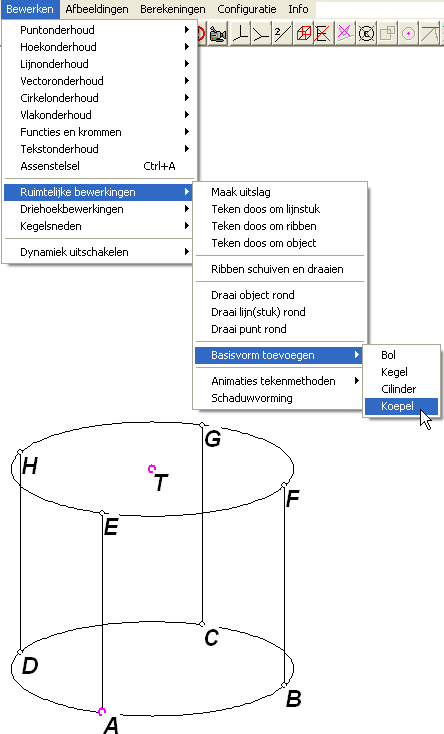 Bewerken Afbeeldingen Berekeningen Configuratie Info
Puntonderhoud
Hoekonderhoud
Lijnonderhoud
Vectoronderhoud
Cirkelonderhoud
Vlakonderhoud
Functies en krommen
Tekstonderhoud
Assenstelsel Ctrl+A
Ruimtelijke bewerkingen
Driehoekbewerkingen
Kegelsneden
Dynamiek uitschakelen
Maak uitslag
Teken doos om lijnstuk
Teken doos om ribben
Teken doos om object
Ribben schuiven en draaien
Draai object rond
Draai lijn(stuk) rond
Draai punt rond
Basisvorm toevoegen
Animaties tekenmethoden
Schaduwvorming
Bol
Kegel
Cilinder
Koepel
G
H
T
F
E
C
D
B
A